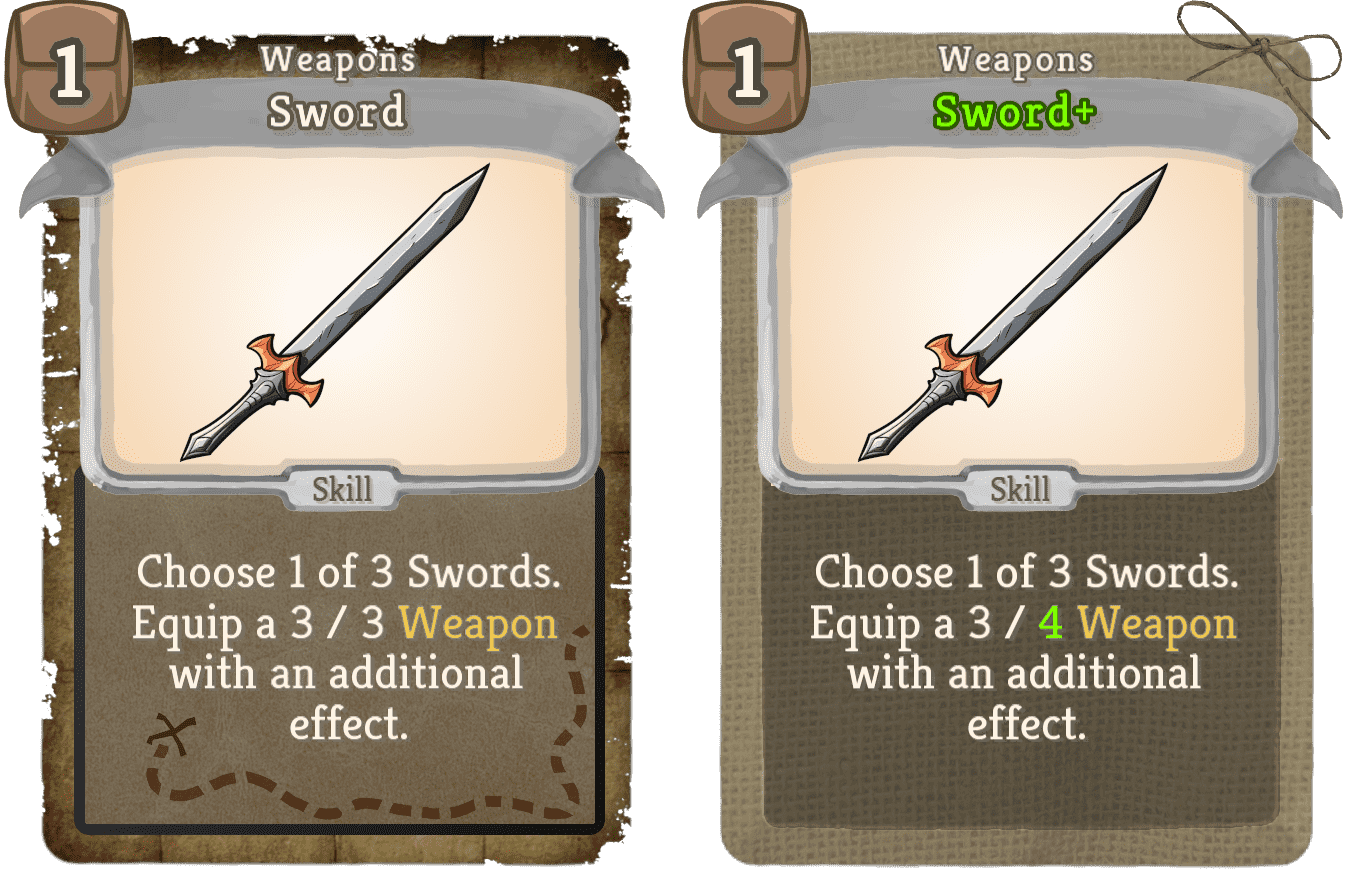 1
Weapons
Sword
Skill
Choose 1 of 3 Swords.
Equip a 3 / 3 Weapon
with an additional
effect.
1
Weapons
Sword+
Skill
Choose 1 of 3 Swords.
Equip a 3 / 4 Weapon
with an additional
effect.